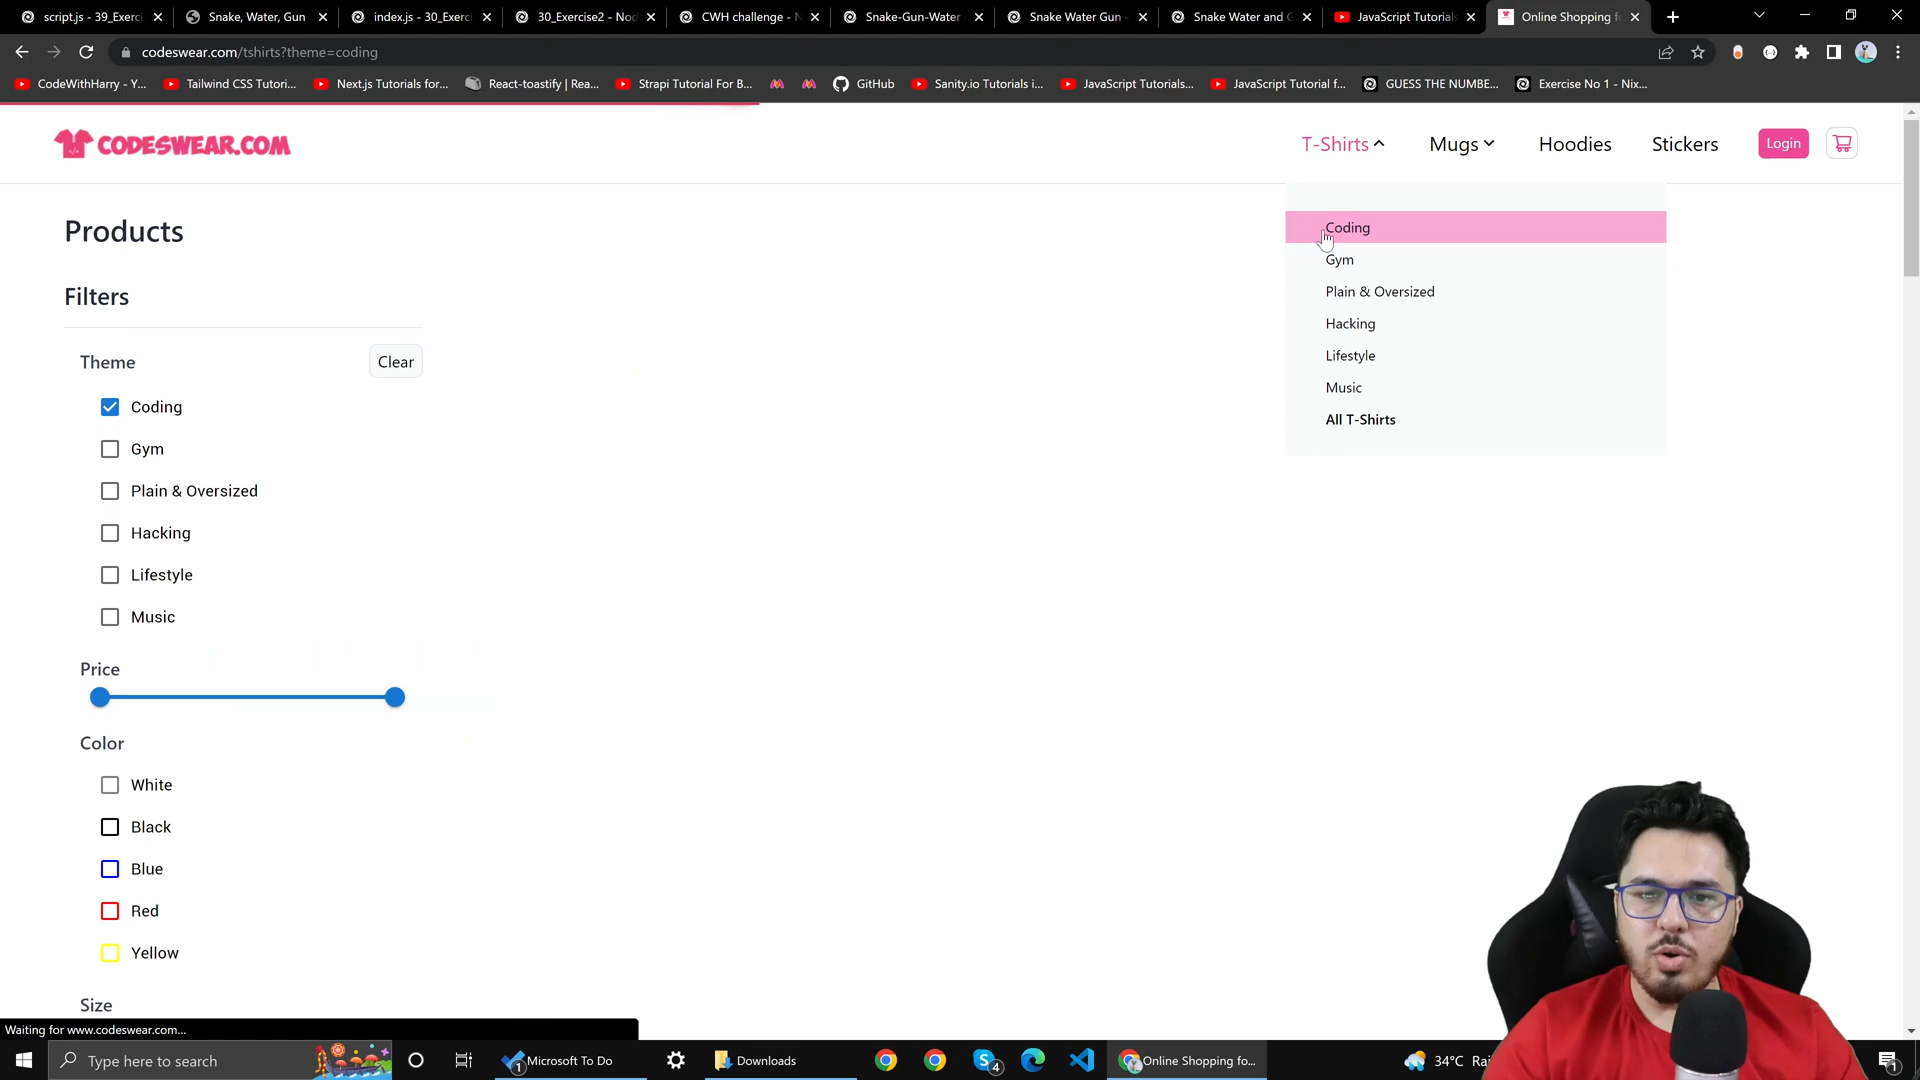 script.js - 39_Exerci
Snake, Water, Gun
index.js - 30_Exerci
30_Exercise2 - Nod
CWH challenge - N
Snake-Gun-Water
Snake Water Gun -
Snake Water and G
JavaScript Tutorials
Online Shopping f
codeswear.com/tshirts?theme=coding
CodeWithHarry - Y...
Tailwind CSS Tutori...
Next.js Tutorials for...
React-toastify | Rea...
Strapi Tutorial For B...
GitHub
Sanity.io Tutorials i...
JavaScript Tutorials...
JavaScript Tutorial f...
GUESS THE NUMBE...
Exercise No 1 - Nix...
CODESWEAR.COM
T-Shirts
Mugs
Hoodies
Stickers
Login
Products
Coding
Gym
Plain & Oversized
Hacking
Lifestyle
Music
All T-Shirts
Filters
Theme
Clear
Coding
Gym
Plain & Oversized
Hacking
Lifestyle
Music
Price
Color
White
Black
Blue
Red
Yellow
Size
Waiting for www.codeswear.com...
Type here to search
1
Microsoft To Do
Downloads
4
Online Shopping fo...
34°C
1